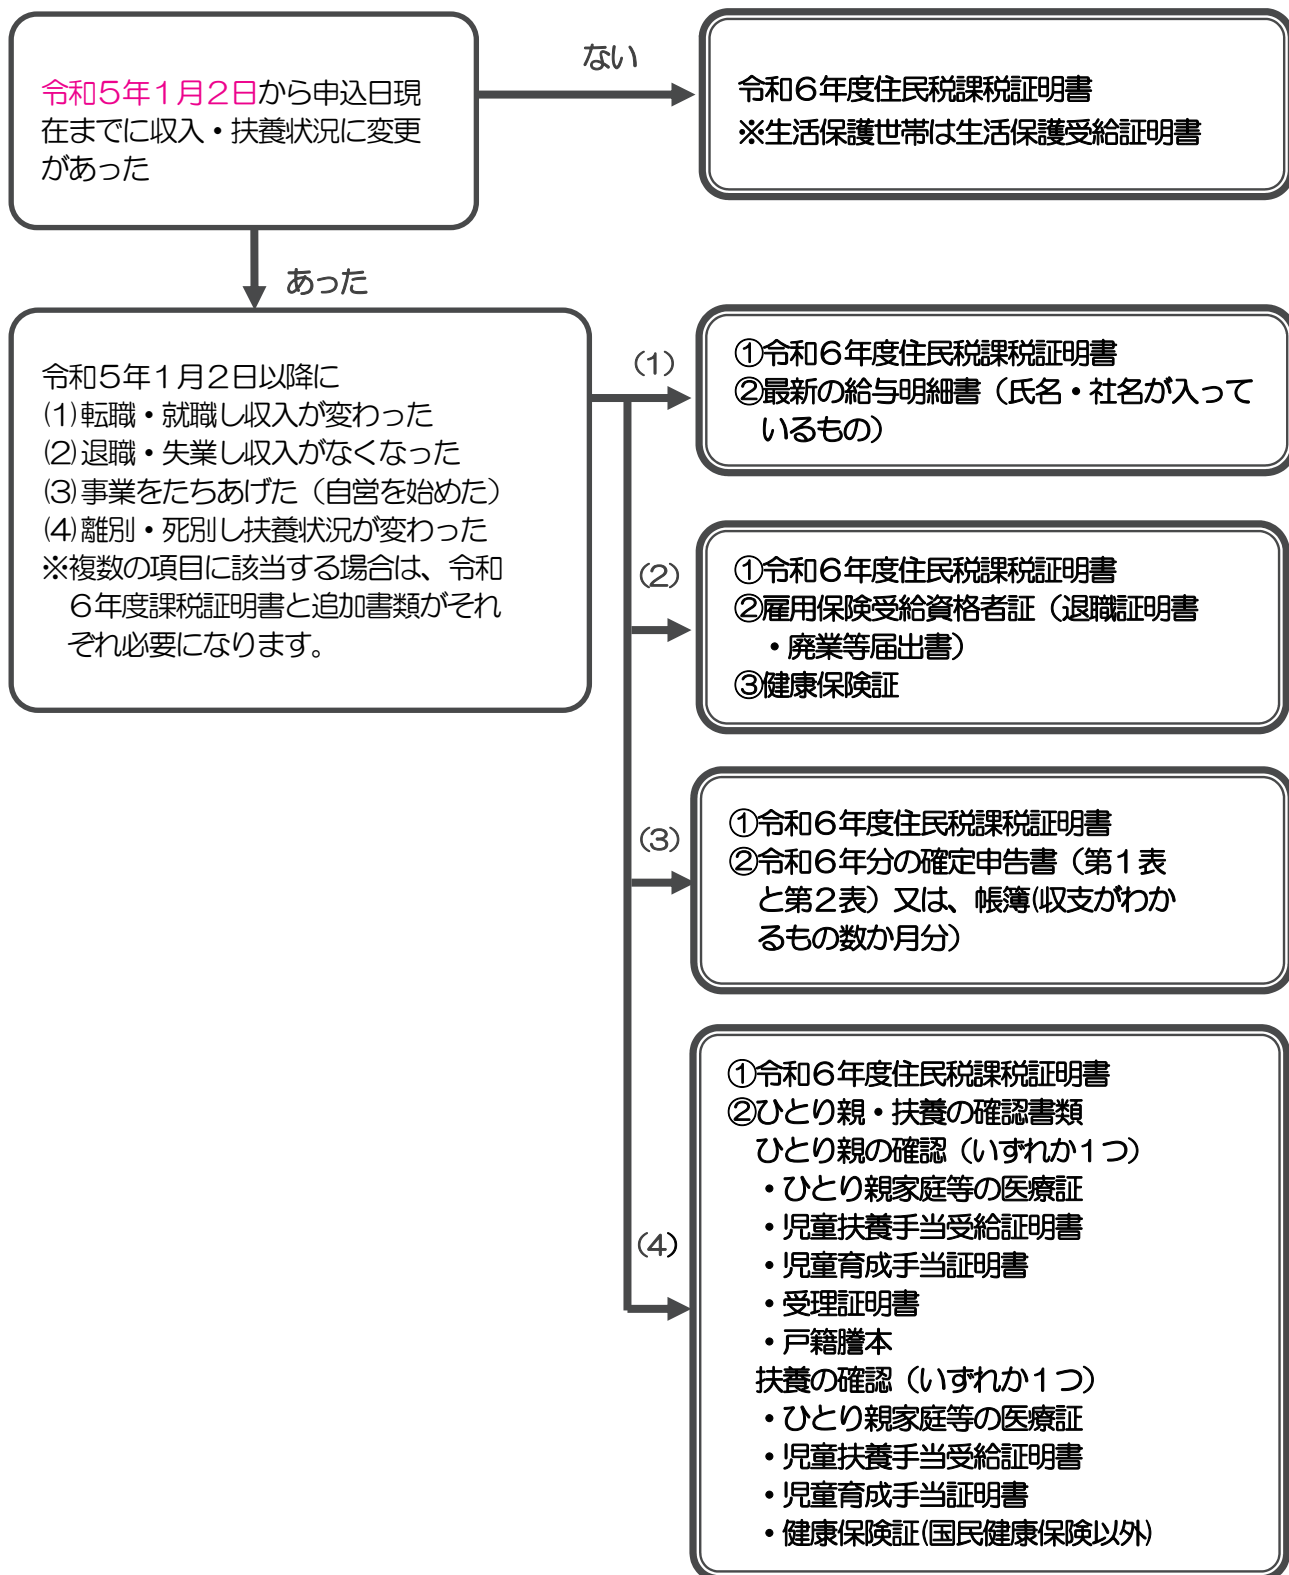 令和５年１月２日から申込日現
在までに収入・扶養状況に変更
があった
ない
令和６年度住民税課税証明書
※生活保護世帯は生活保護受給証明書
あった
令和５年１月２日以降に
(1)転職・就職し収入が変わった
(2)退職・失業し収入がなくなった
(3)事業をたちあげた（自営を始めた）
(4)離別・死別し扶養状況が変わった
※複数の項目に該当する場合は、令和
６年度課税証明書と追加書類がそれ
ぞれ必要になります。
(1)
①令和６年度住民税課税証明書
②最新の給与明細書（氏名・社名が入って
いるもの）
(2)
①令和６年度住民税課税証明書
②雇用保険受給資格者証（退職証明書
・廃業等届出書）
③健康保険証
(3)
①令和６年度住民税課税証明書
②令和６年分の確定申告書（第１表
と第２表）又は、帳簿(収支がわか
るもの数か月分）
(4)
①令和６年度住民税課税証明書
②ひとり親・扶養の確認書類
ひとり親の確認（いずれか１つ）
・ひとり親家庭等の医療証
・児童扶養手当受給証明書
・児童育成手当証明書
・受理証明書
・戸籍謄本
扶養の確認（いずれか１つ）
・ひとり親家庭等の医療証
・児童扶養手当受給証明書
・児童育成手当証明書
・健康保険証(国民健康保険以外)